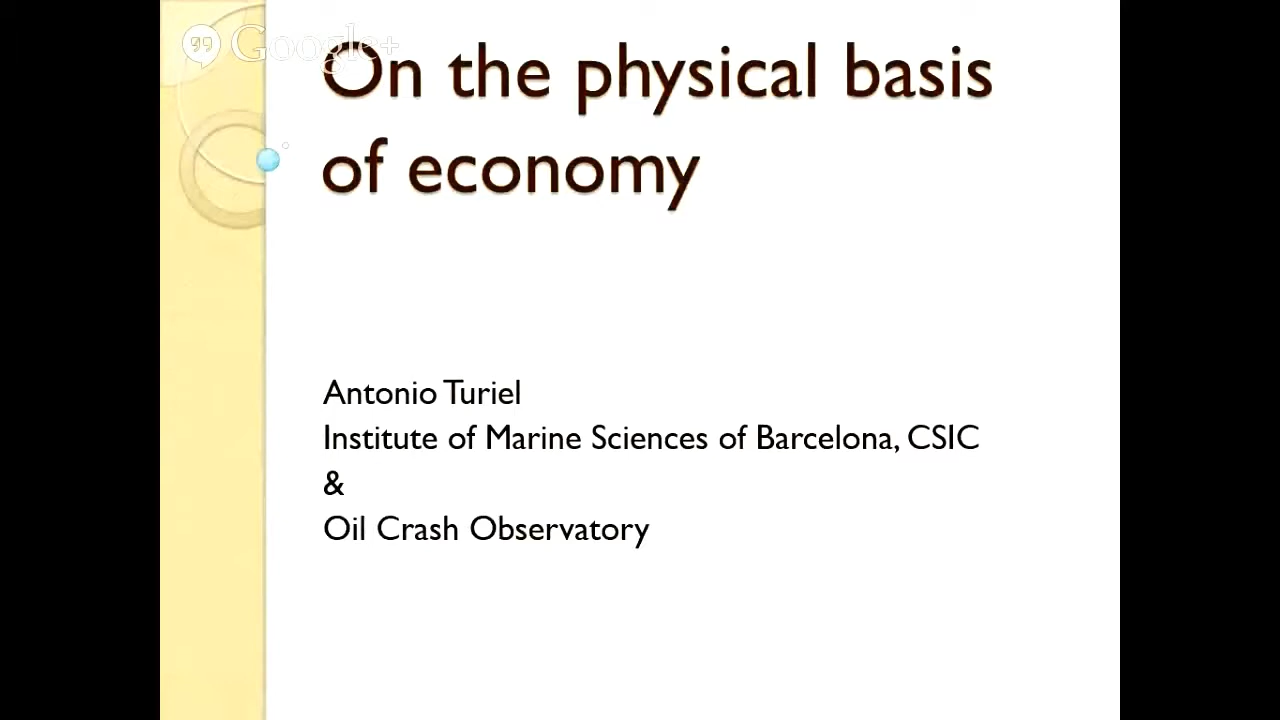 Google+
On the physical basis
of economy
Antonio Turiel
Institute of Marine Sciences of Barcelona, CSIC
&
Oil Crash Observatory